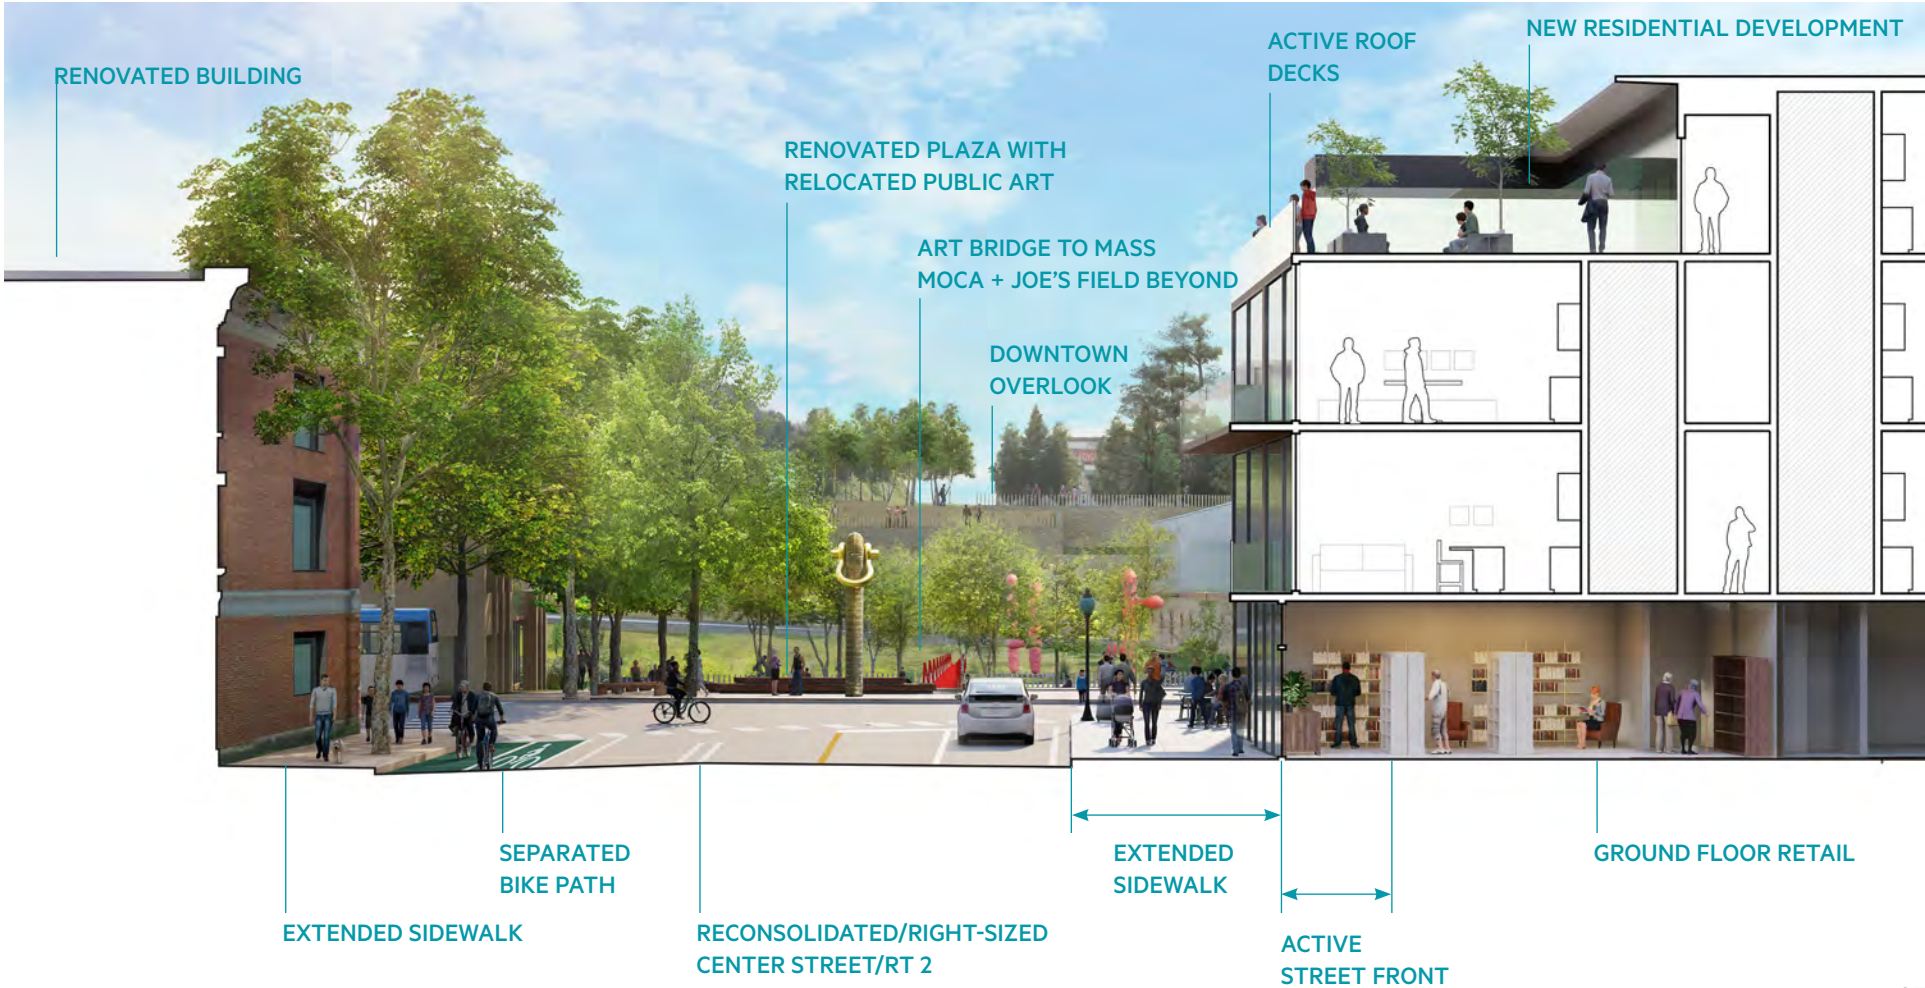 NEW RESIDENTIAL DEVELOPMENT
ACTIVE ROOF
DECKS
RENOVATED BUILDING
RENOVATED PLAZA WITH
RELOCATED PUBLIC ART
ART BRIDGE TO MASS
MOCA + JOE'S FIELD BEYOND
DOWNTOWN
OVERLOOK
SEPARATED
BIKE PATH
EXTENDED
SIDEWALK
GROUND FLOOR RETAIL
EXTENDED SIDEWALK
RECONSOLIDATED/RIGHT-SIZED
CENTER STREET/RT 2
ACTIVE
STREET FRONT